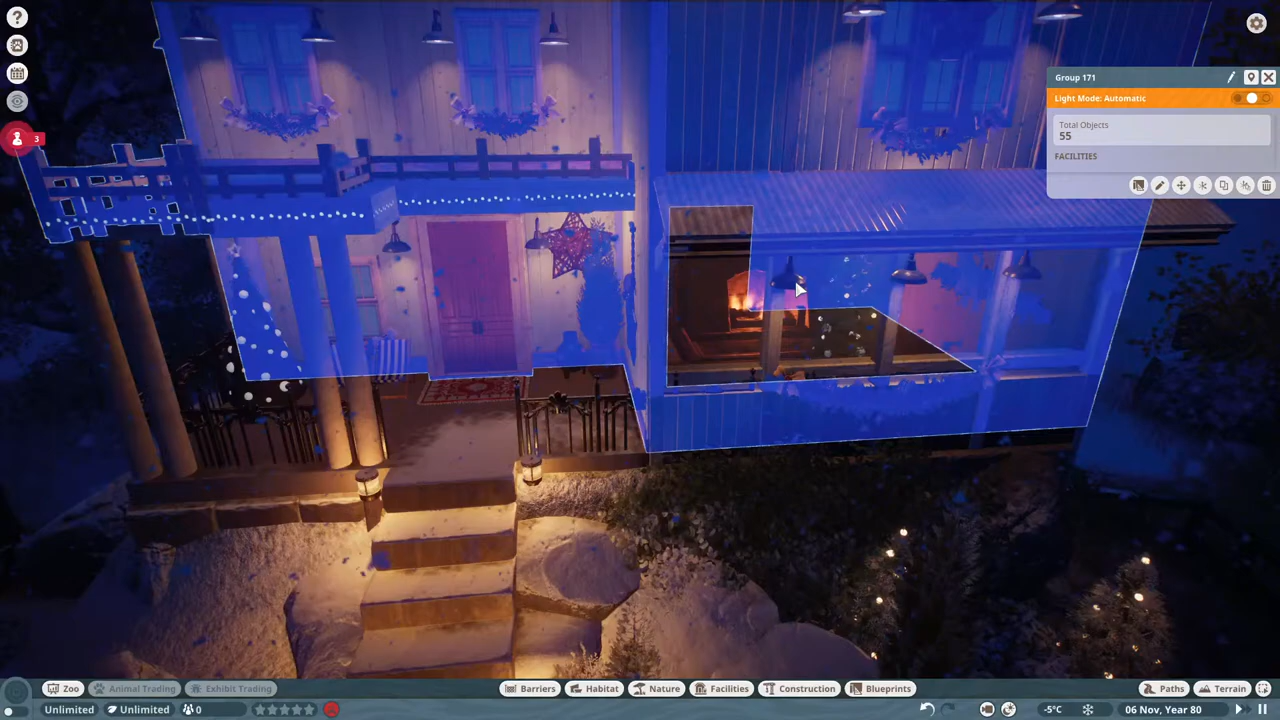 ?
3
Group 171
Light Mode: Automatic
Total Objects
55
FACILITIES
Zoo
Animal Trading
Exhibit Trading
Barriers
Habitat
Nature
Facilities
Construction
Blueprints
Paths
Terrain
Unlimited
Unlimited
0
-5°C
06 Nov, Year 80